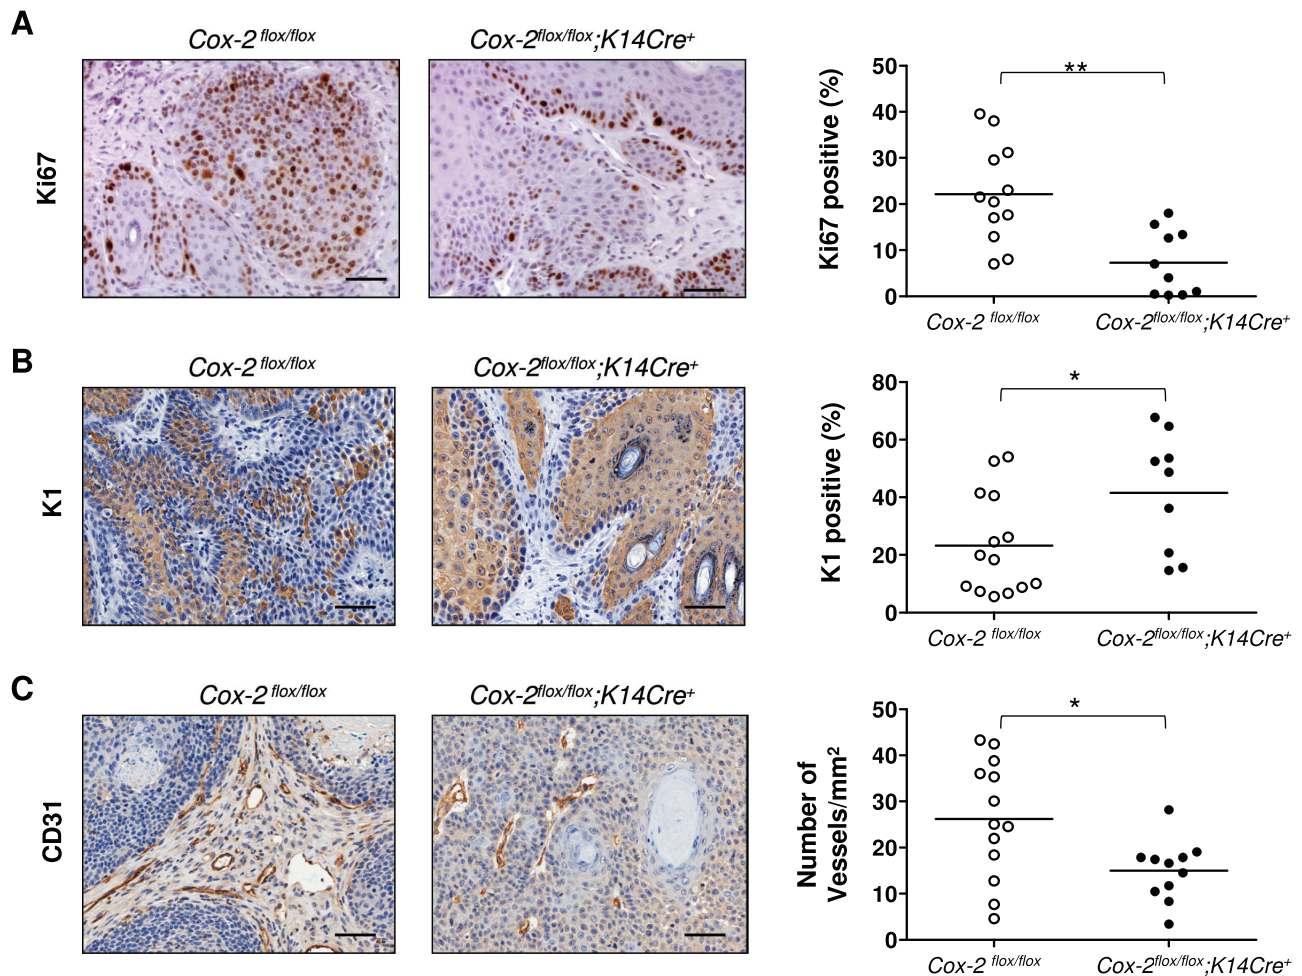 A
Cox-2 flox/flox
Cox-2flox/flox;K14Cre+
Ki67
Ki67 positive (%)
50
40
30
20
10
0
**
Cox-2 flox/flox
Cox-2flox/flox;K14Cre+
B
Cox-2 flox/flox
Cox-2flox/flox;K14Cre+
K1
K1 positive (%)
80
60
40
20
0
*
Cox-2 flox/flox
Cox-2flox/flox;K14Cre+
C
Cox-2 flox/flox
Cox-2flox/flox;K14Cre+
CD31
Number of
Vessels/mm2
50
40
30
20
10
0
*
Cox-2 flox/flox
Cox-2flox/flox;K14Cre+